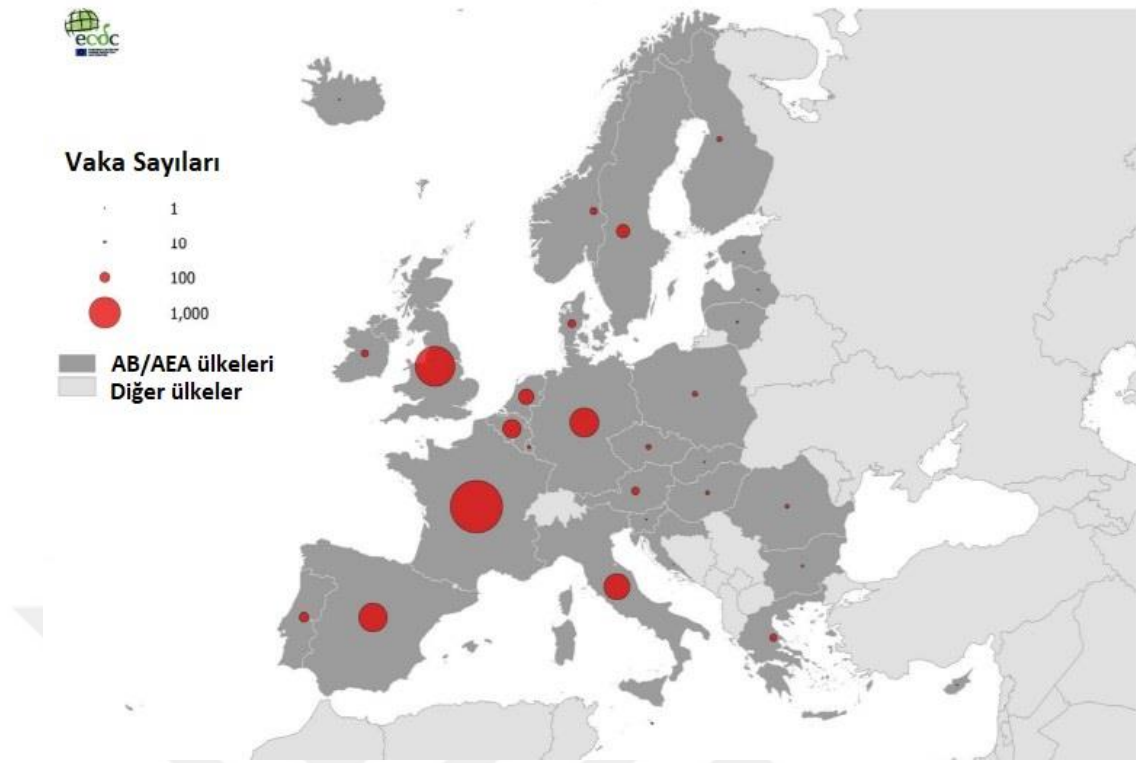 ecdc
Vaka Sayıları
1
10
100
1,000
AB/AEA ülkeleri
Diğer ülkeler